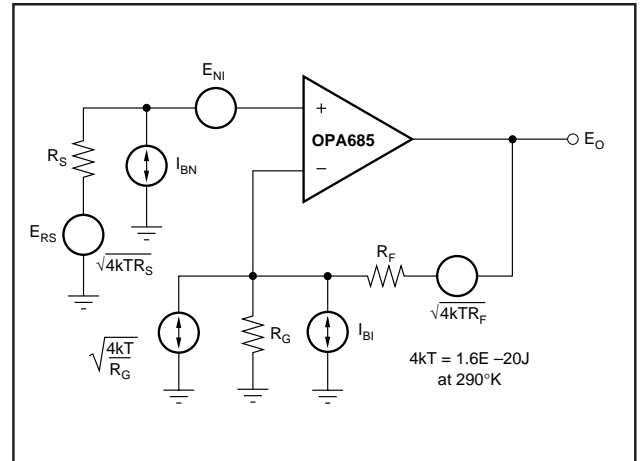 E_NI
+
OPA685
–
E_O
R_S
I_BN
E_RS
√4kTR_S
R_F
√4kTR_F
√4kT/R_G
R_G
I_BI
4kT = 1.6E –20J
at 290°K